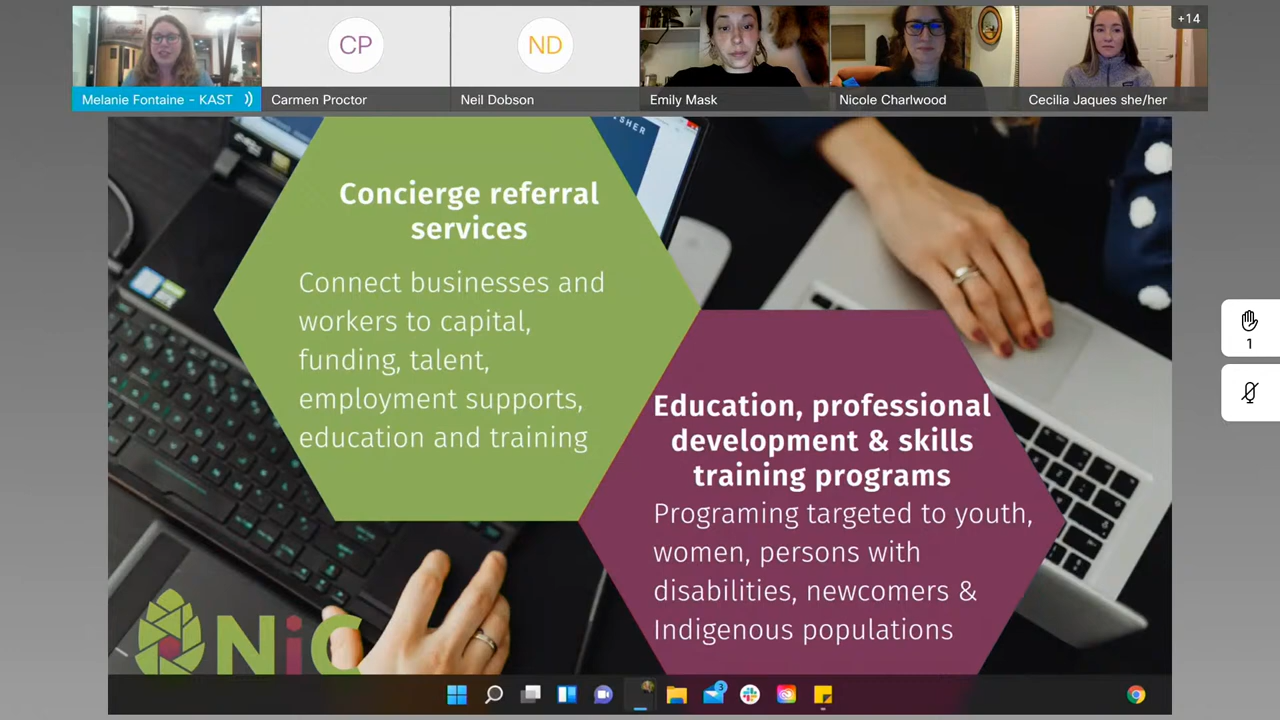 CP
ND
+14
Melanie Fontaine - KAST
Carmen Proctor
Neil Dobson
Emily Mask
Nicole Charlwood
Cecilia Jaques she/her
Concierge referral
services
Connect businesses and
workers to capital,
funding, talent,
employment supports,
education and training
Education, professional
development & skills
training programs
Programing targeted to youth,
women, persons with
disabilities, newcomers &
Indigenous populations
1
NiC
3